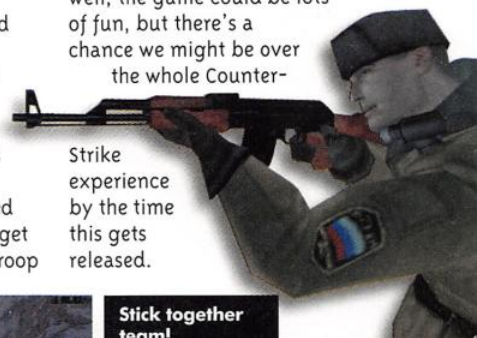 well, the game could be lots
of fun, but there's a
chance we might be over
the whole Counter-
Strike
experience
by the time
this gets
released.
d
get
roop
Stick together
team!